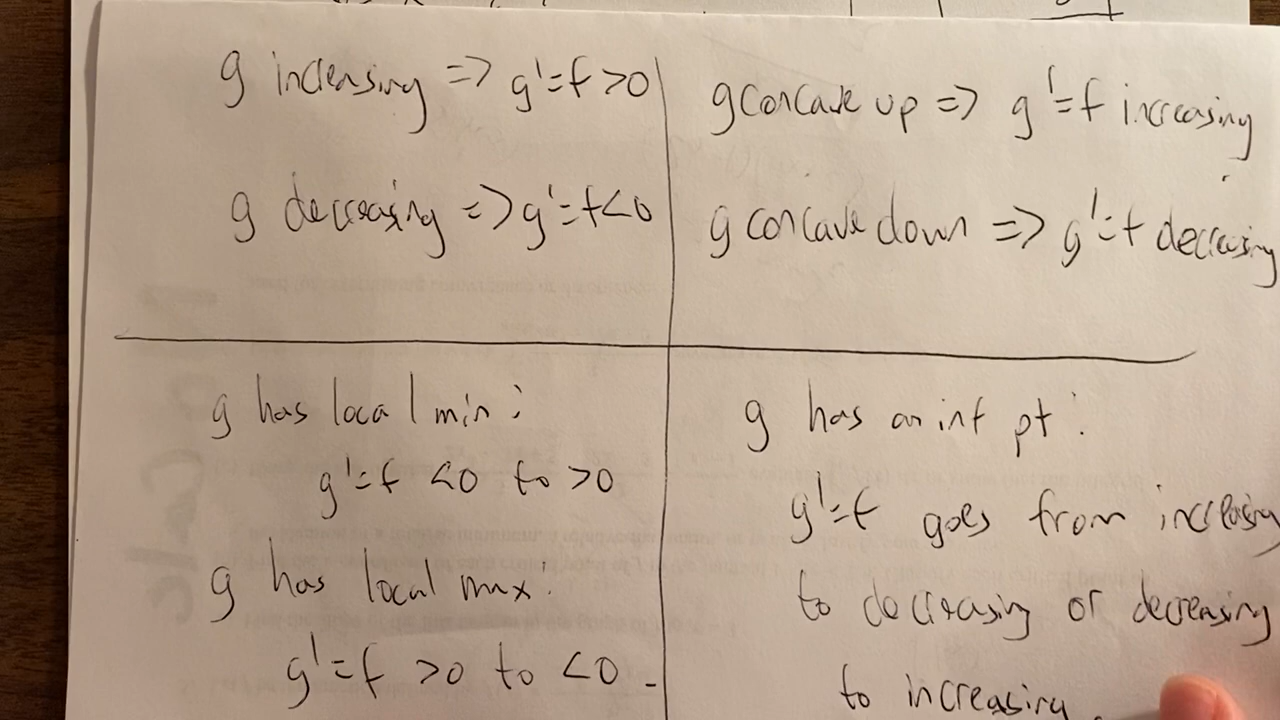 g increasing => g'=f >0
g decreasing => g'=f<0
g concave up => g'=f increasing
g concave down => g'=f decreasing
g has local min:
g'=f <0 to >0
g has local max:
g'=f >0 to <0
g has an inf pt:
g'=f goes from increasing
to decreasing or decreasing
to increasing.